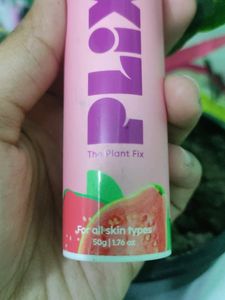 plix
The Plant Fix
For all skin types
50g | 1.76 oz